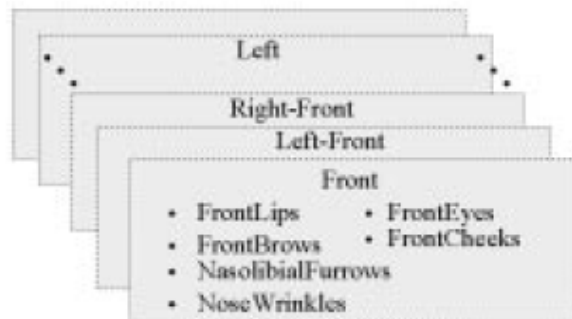 Left
Right-Front
Left-Front
Front
• FrontLips
• FrontEyes
• FrontBrows
• FrontCheeks
• NasolibialFurrows
• NoseWrinkles